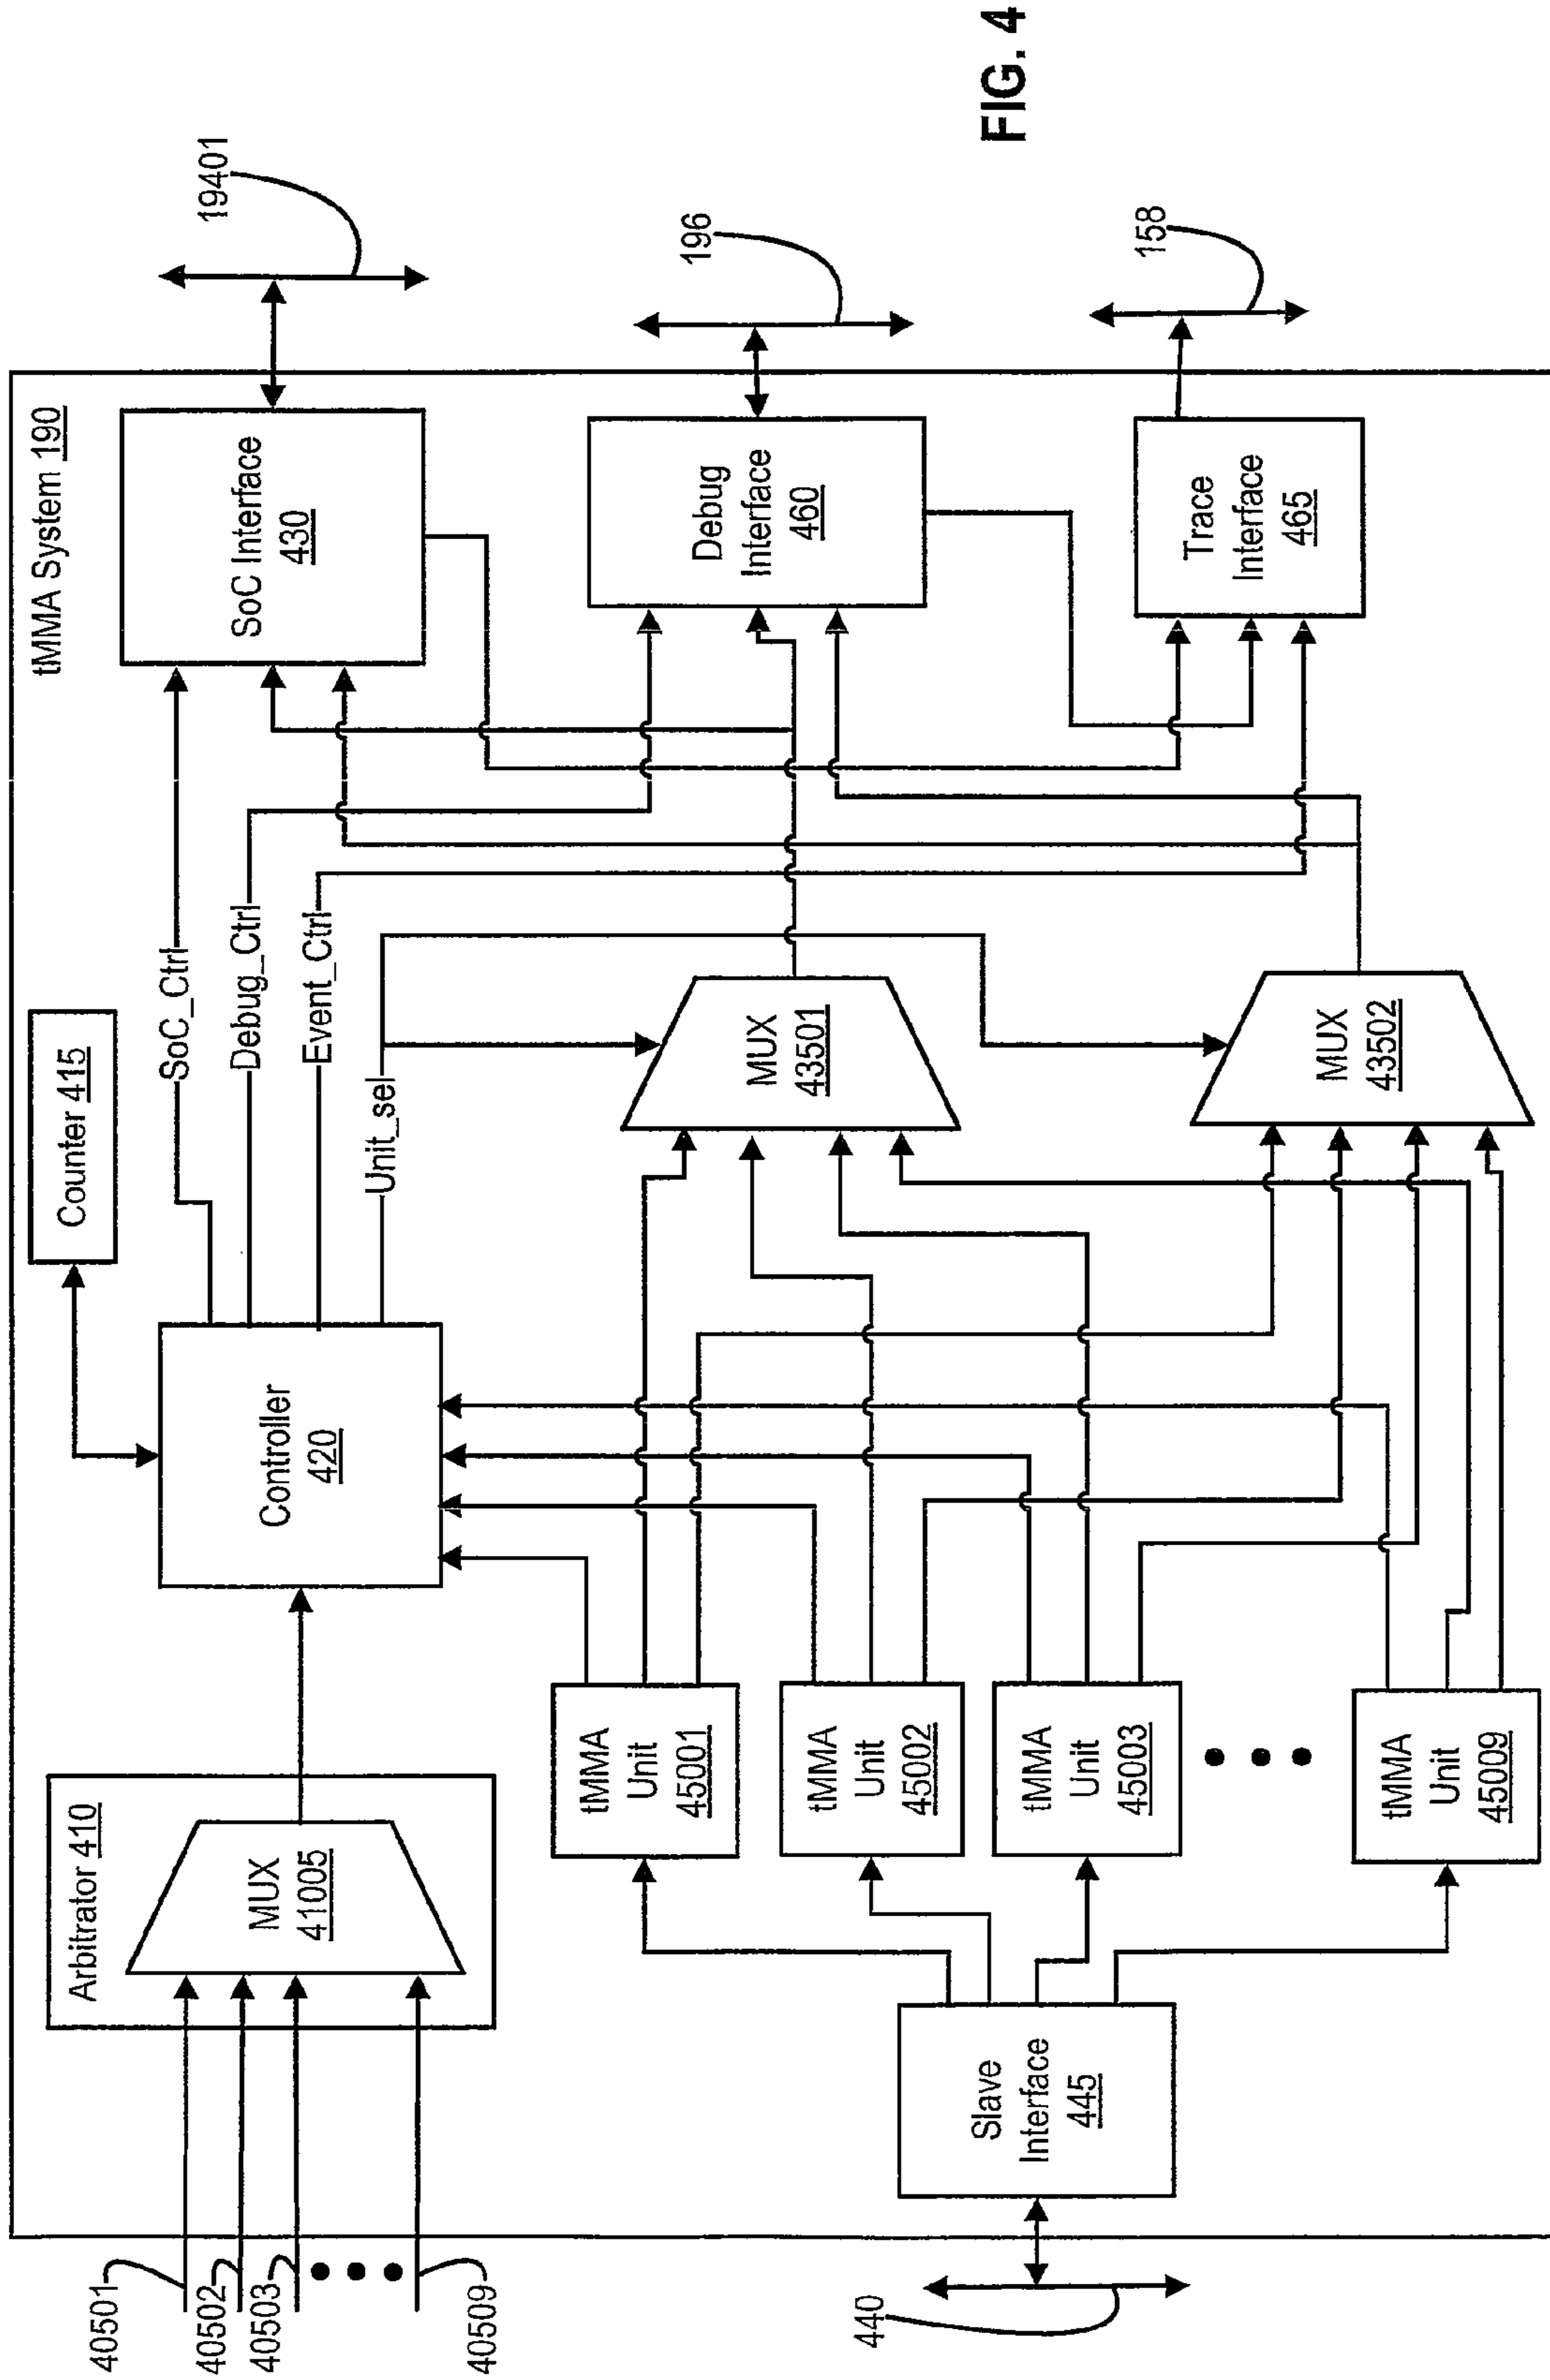 tMMA System 190
Arbitrator 410
MUX
41005
40501
40502
40503
40509
Controller
420
Counter 415
SoC_Ctrl
Debug_Ctrl
Event_Ctrl
Unit_sel
SoC Interface
430
19401
tMMA
Unit
45001
tMMA
Unit
45002
tMMA
Unit
45003
tMMA
Unit
45009
MUX
43501
MUX
43502
Debug
Interface
460
196
Trace
Interface
465
158
Slave
Interface
445
440
FIG. 4